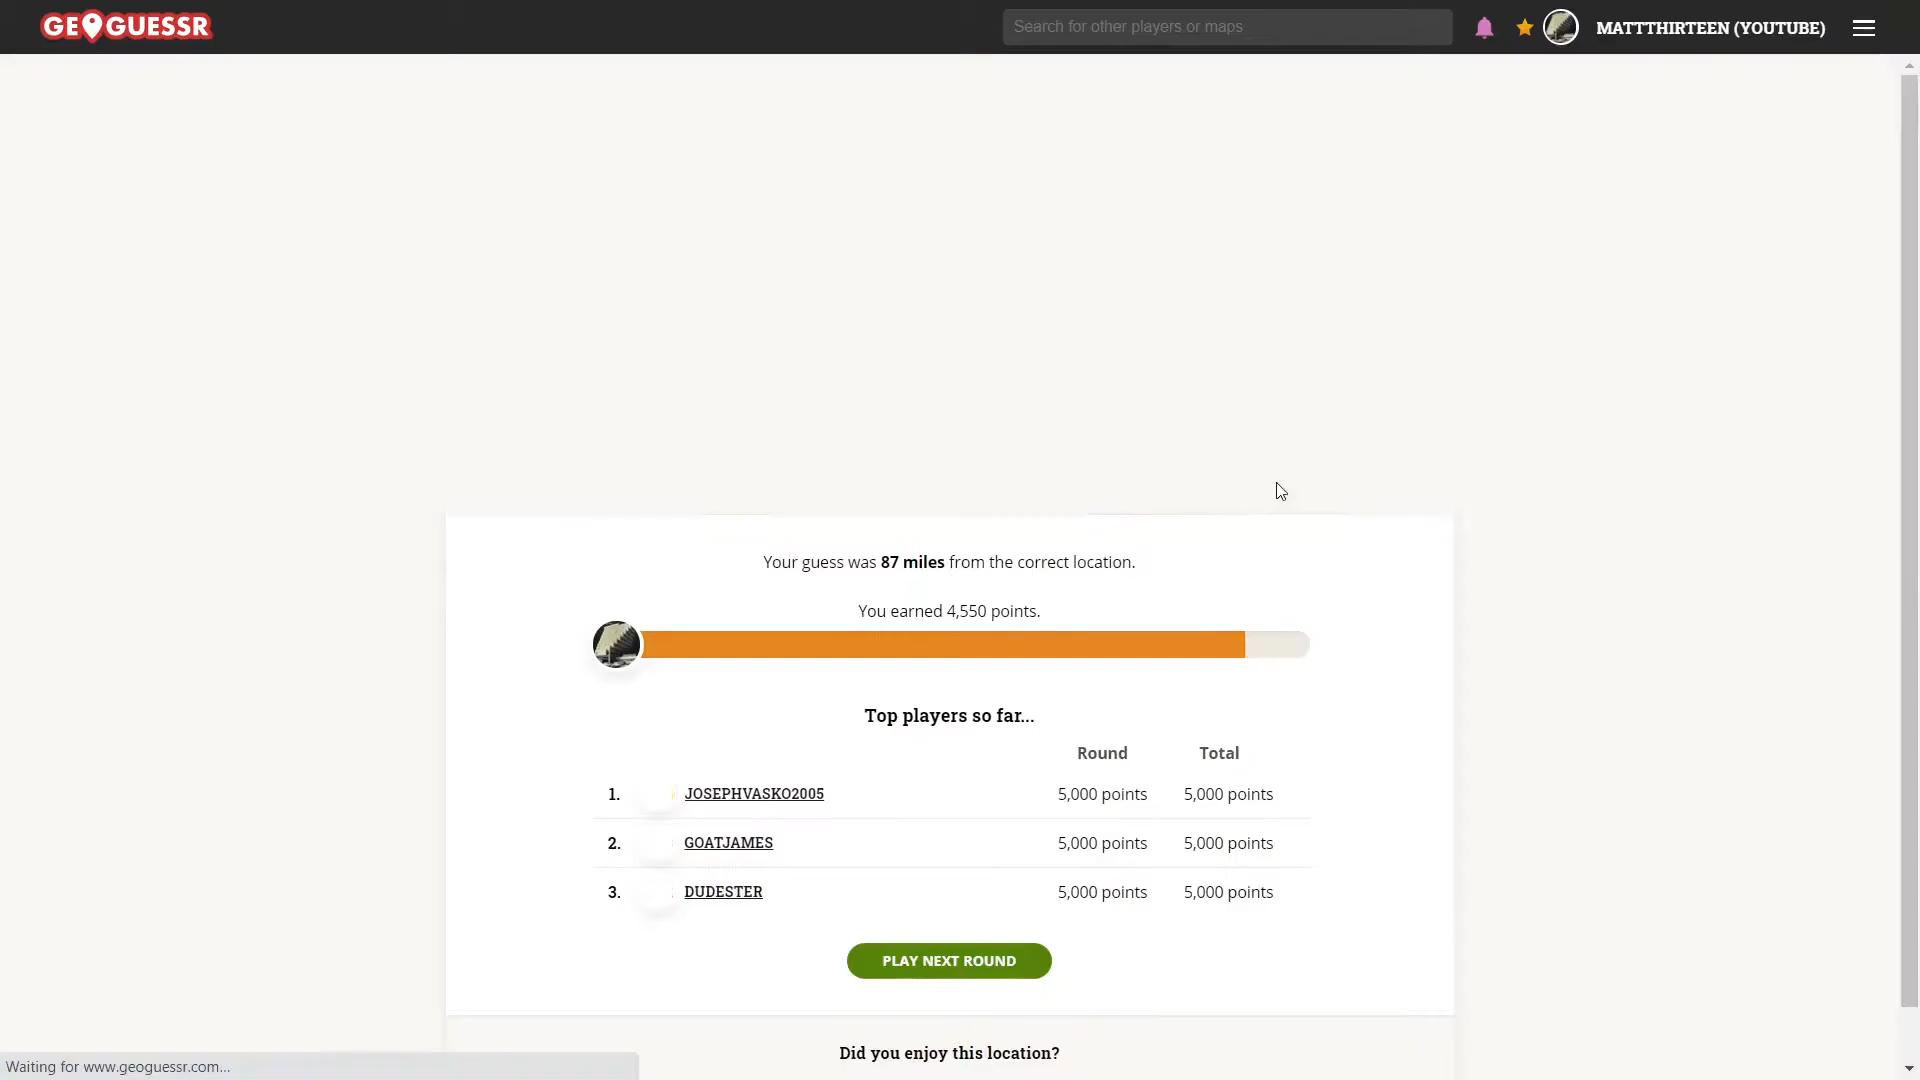 GEOGUESSR
Search for other players or maps
MATTTHIRTEEN (YOUTUBE)
Your guess was 87 miles from the correct location.
You earned 4,550 points.
Top players so far...
Round Total
1. JOSEPHVASKO2005 5,000 points 5,000 points
2. GOATJAMES 5,000 points 5,000 points
3. DUDESTER 5,000 points 5,000 points
PLAY NEXT ROUND
Did you enjoy this location?
Waiting for www.geoguessr.com...